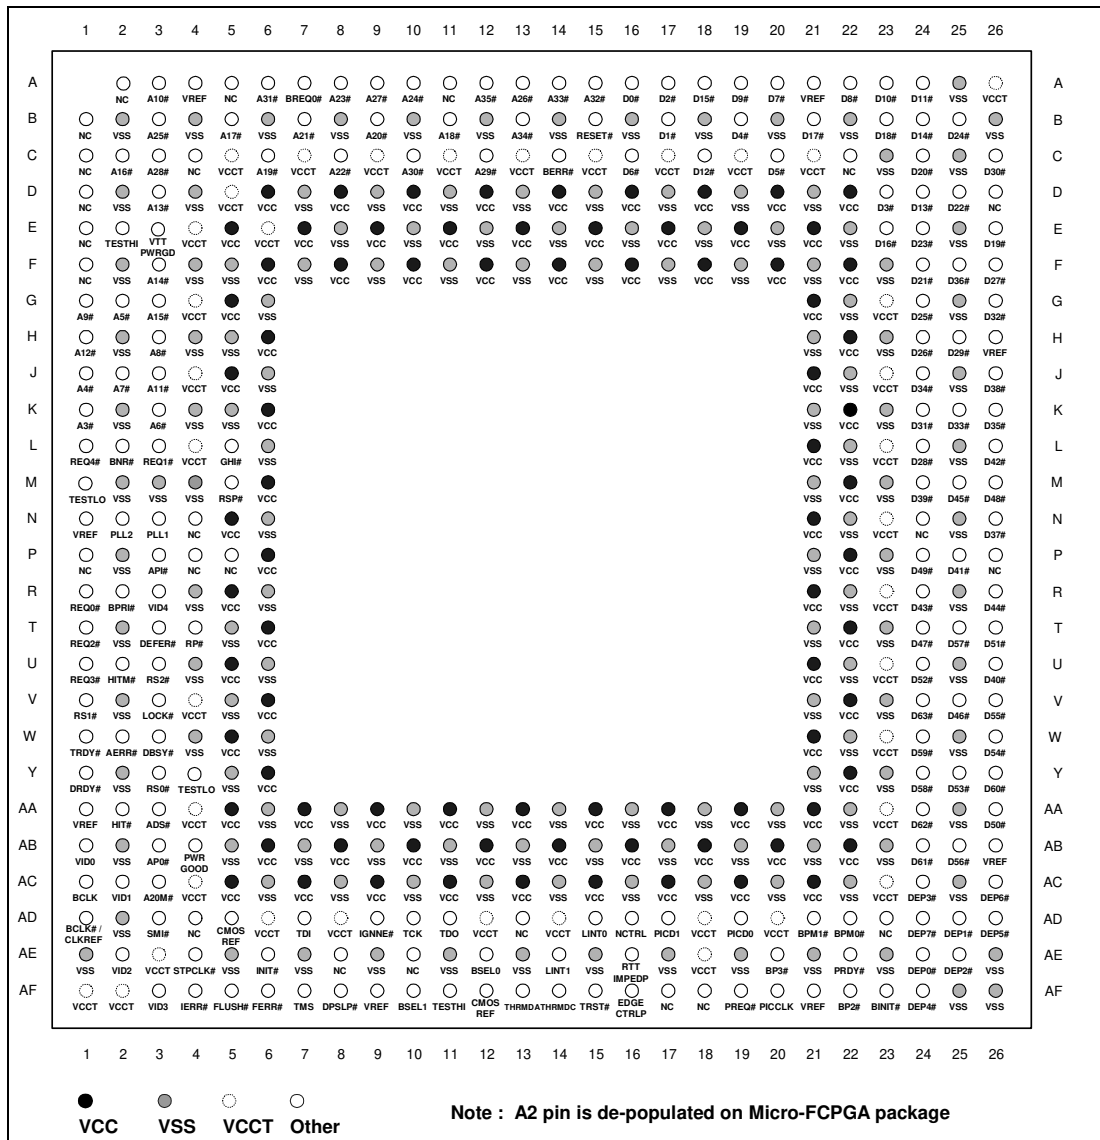 1 2 3 4 5 6 7 8 9 10 11 12 13 14 15 16 17 18 19 20 21 22 23 24 25 26
A A
NC A10# VREF NC A31# BREQ0# A23# A27# A24# NC A35# A26# A33# A32# D0# D2# D15# D9# D7# VREF D8# D10# D11# VSS VCCT
B B
NC VSS A25# VSS A17# VSS A21# VSS A20# VSS A18# VSS A34# VSS RESET# VSS D1# VSS D4# VSS D17# VSS D18# D14# D24# VSS
C C
NC A16# A28# NC VCCT A19# VCCT A22# VCCT A30# VCCT A29# VCCT BERR# VCCT D6# VCCT D12# VCCT D5# VCCT NC VSS D20# VSS D30#
D D
NC VSS A13# VSS VCCT VCC VSS VCC VSS VCC VSS VCC VSS VCC VSS VCC VSS VCC VSS VCC VSS VCC D3# D13# D22# NC
E E
NC TESTHI VTT PWRGD VCCT VCC VCCT VCC VSS VCC VSS VCC VSS VCC VSS VCC VSS VCC VSS VCC VSS VCC VSS D16# D23# VSS D19#
F F
NC VSS A14# VSS VSS VCC VSS VCC VSS VCC VSS VCC VSS VCC VSS VCC VSS VCC VSS VCC VSS VCC VSS D21# D36# D27#
G G
A9# A5# A15# VCCT VCC VSS VCC VSS VCCT D25# VSS D32#
H H
A12# VSS A8# VSS VSS VCC VSS VCC VSS D26# D29# VREF
J J
A4# A7# A11# VCCT VCC VSS VCC VSS VCCT D34# VSS D38#
K K
A3# VSS A6# VSS VSS VCC VSS VCC VSS D31# D33# D35#
L L
REQ4# BNR# REQ1# VCCT GHI# VSS VCC VSS VCCT D28# VSS D42#
M M
TESTLO VSS VSS VSS RSP# VCC VSS VCC VSS D39# D45# D48#
N N
VREF PLL2 PLL1 NC VCC VSS VCC VSS VCCT NC VSS D37#
P P
NC VSS API# NC NC VCC VSS VCC VSS D49# D41# NC
R R
REQ0# BPRI# VID4 VSS VCC VSS VCC VSS VCCT D43# VSS D44#
T T
REQ2# VSS DEFER# RP# VSS VCC VSS VCC VSS D47# D57# D51#
U U
REQ3# HITM# RS2# VSS VCC VSS VCC VSS VCCT D52# VSS D40#
V V
RS1# VSS LOCK# VCCT VSS VCC VSS VCC VSS D63# D46# D55#
W W
TRDY# AERR# DBSY# VSS VCC VSS VCC VSS VCCT D59# VSS D54#
Y Y
DRDY# VSS RS0# TESTLO VSS VCC VSS VCC VSS D58# D53# D60#
AA AA
VREF HIT# ADS# VCCT VCC VSS VCC VSS VCC VSS VCC VSS VCC VSS VCC VSS VCC VSS VCC VSS VCC VSS VCCT D62# VSS D50#
AB AB
VID0 VSS AP0# PWR GOOD VSS VCC VSS VCC VSS VCC VSS VCC VSS VCC VSS VCC VSS VCC VSS VCC VSS VCC VSS D61# D56# VREF
AC AC
BCLK VID1 A20M# VCCT VCC VSS VCC VSS VCC VSS VCC VSS VCC VSS VCC VSS VCC VSS VCC VSS VCC VSS VCCT DEP3# VSS DEP6#
AD AD
BCLK# / CLKREF VSS SMI# NC CMOS REF VCCT TDI VCCT IGNNE# TCK TDO VCCT NC VCCT LINT0 NCTRL PICD1 VCCT PICD0 VCCT BPM1# BPM0# NC DEP7# DEP1# DEP5#
AE AE
VSS VID2 VCCT STPCLK# VSS INIT# VSS NC VSS NC VSS BSEL0 VSS LINT1 VSS RTT IMPEDP VSS VCCT VSS BP3# VSS PRDY# VSS DEP0# DEP2# VSS
AF AF
VCCT VCCT VID3 IERR# FLUSH# FERR# TMS DPSLP# VREF BSEL1 TESTHI CMOS REF THRMDA THRMDC TRST# EDGE CTRLP NC NC PREQ# PICCLK VREF BP2# BINIT# DEP4# VSS VSS
1 2 3 4 5 6 7 8 9 10 11 12 13 14 15 16 17 18 19 20 21 22 23 24 25 26
VCC VSS VCCT Other
Note : A2 pin is de-populated on Micro-FCPGA package